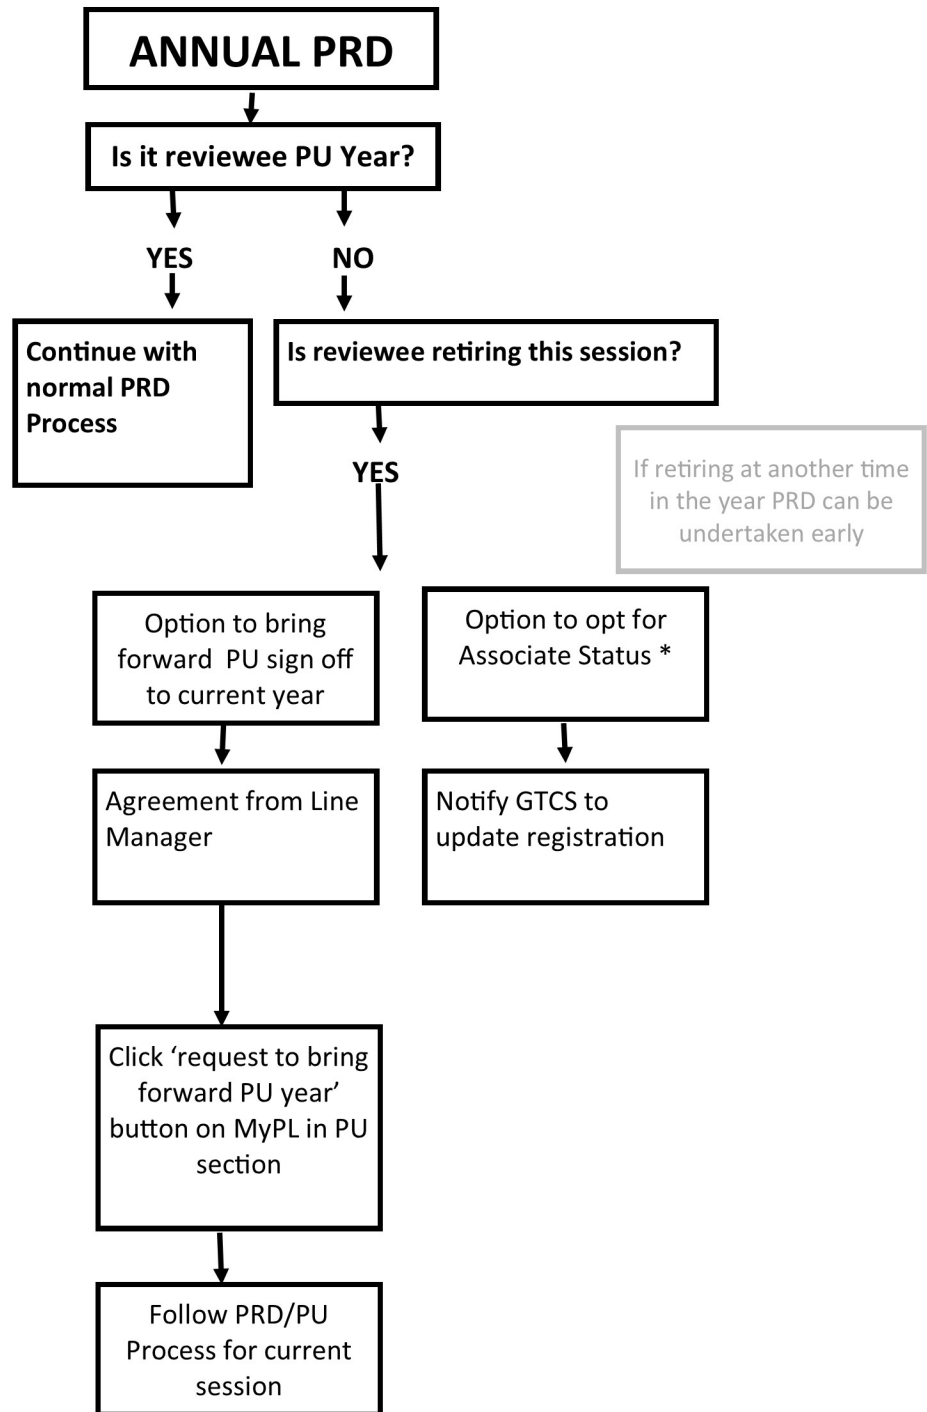 ANNUAL PRD
Is it reviewee PU Year?
YES
NO
Continue with
normal PRD
Process
Is reviewee retiring this session?
YES
If retiring at another time
in the year PRD can be
undertaken early
Option to bring
forward PU sign off
to current year
Option to opt for
Associate Status *
Agreement from Line
Manager
Notify GTCS to
update registration
Click ‘request to bring
forward PU year’
button on MyPL in PU
section
Follow PRD/PU
Process for current
session